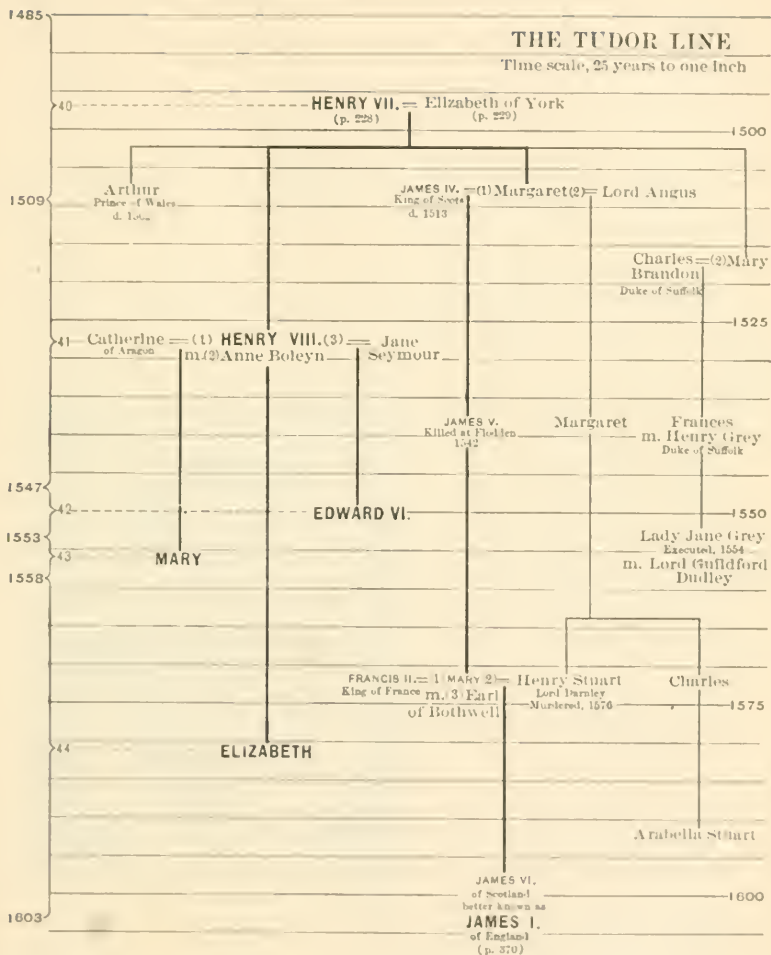 1485
THE TUDOR LINE
Time scale, 25 years to one inch
40 HENRY VII. = Elizabeth of York
(p. 228) (p. 229)
1500
Arthur
Prince of Wales
d.
JAMES IV. = (1) Margaret (2) = Lord Angus
King of Scots
d. 1513
1509
Charles = (2) Mary
Brandon
Duke of Suffolk
1525
41 Catherine = (1) HENRY VIII. (3) = Jane
of Aragon m.(2) Anne Boleyn Seymour
JAMES V.
Killed at Flodden
1542
Margaret
Frances
m. Henry Grey
Duke of Suffolk
1547
42 EDWARD VI.
1550
1553
43
MARY
1558
Lady Jane Grey
Executed, 1554
m. Lord Guildford
Dudley
FRANCIS II. = 1 (MARY 2) = Henry Stuart
King of France m. (3) Earl Lord Darnley
of Bothwell Murdered, 1576
Charles
1575
44
ELIZABETH
Arabella Stuart
JAMES VI.
of Scotland
better known as
JAMES I.
of England
(p. 370)
1600
1603